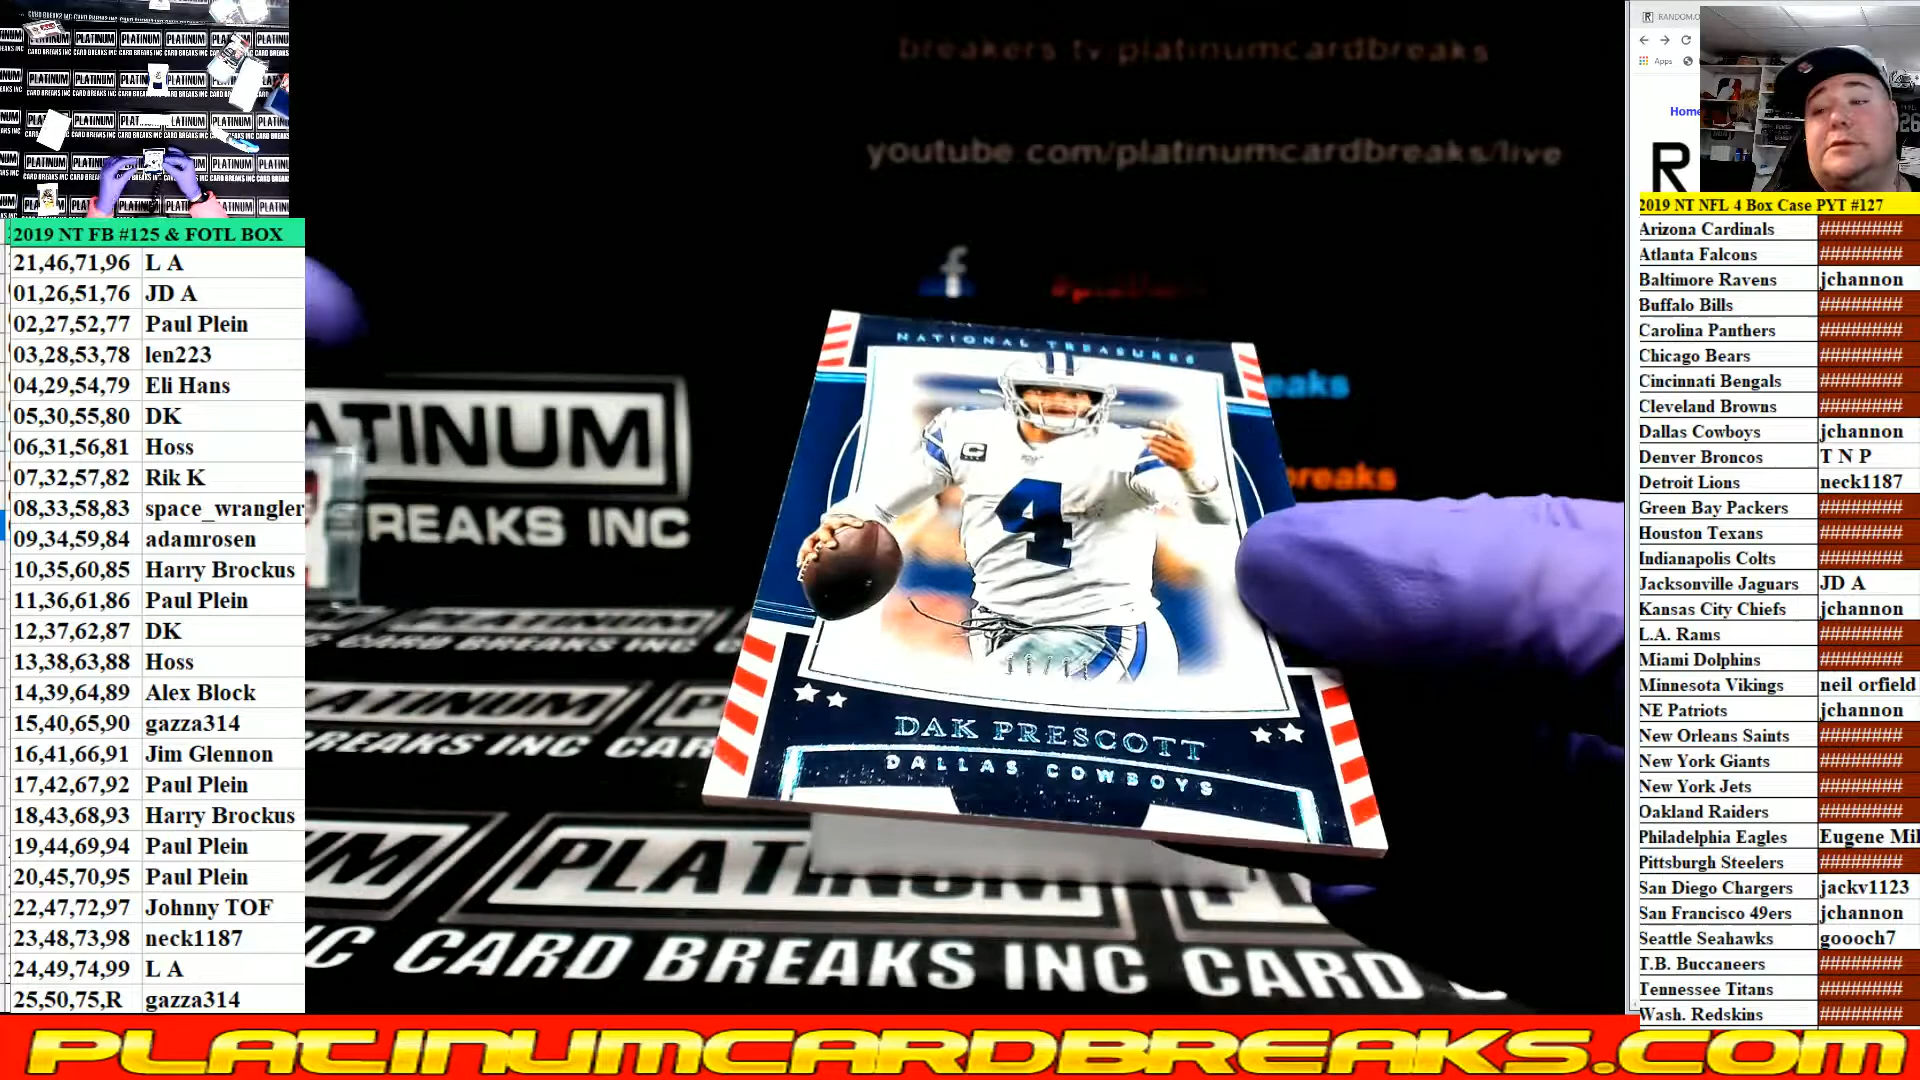 breakers tv platinumcardbreaks
youtube.com/platinumcardbreaks/live
RANDOM.O
Apps
Home
R
2019 NT FB #125 & FOTL BOX
21,46,71,96 L A
01,26,51,76 JD A
02,27,52,77 Paul Plein
03,28,53,78 len223
04,29,54,79 Eli Hans
05,30,55,80 DK
06,31,56,81 Hoss
07,32,57,82 Rik K
08,33,58,83 space_wrangler
09,34,59,84 adamrosen
10,35,60,85 Harry Brockus
11,36,61,86 Paul Plein
12,37,62,87 DK
13,38,63,88 Hoss
14,39,64,89 Alex Block
15,40,65,90 gazza314
16,41,66,91 Jim Glennon
17,42,67,92 Paul Plein
18,43,68,93 Harry Brockus
19,44,69,94 Paul Plein
20,45,70,95 Paul Plein
22,47,72,97 Johnny TOF
23,48,73,98 neck1187
24,49,74,99 L A
25,50,75,R gazza314
NATIONAL TREASURES
4
DAK PRESCOTT
DALLAS COWBOYS
eaks
breaks
ATINUM
BREAKS INC
PLATINUM
CARD BREAKS INC CARD
2019 NT NFL 4 Box Case PYT #127
Arizona Cardinals ########
Atlanta Falcons ########
Baltimore Ravens jchannon
Buffalo Bills ########
Carolina Panthers ########
Chicago Bears ########
Cincinnati Bengals ########
Cleveland Browns ########
Dallas Cowboys jchannon
Denver Broncos T N P
Detroit Lions neck1187
Green Bay Packers ########
Houston Texans ########
Indianapolis Colts ########
Jacksonville Jaguars JD A
Kansas City Chiefs jchannon
L.A. Rams ########
Miami Dolphins ########
Minnesota Vikings neil orfield
NE Patriots jchannon
New Orleans Saints ########
New York Giants ########
New York Jets ########
Oakland Raiders ########
Philadelphia Eagles Eugene Mil
Pittsburgh Steelers ########
San Diego Chargers jackv1123
San Francisco 49ers jchannon
Seattle Seahawks goooch7
T.B. Buccaneers ########
Tennessee Titans ########
Wash. Redskins ########
PLATINUMCARDBREAKS.COM